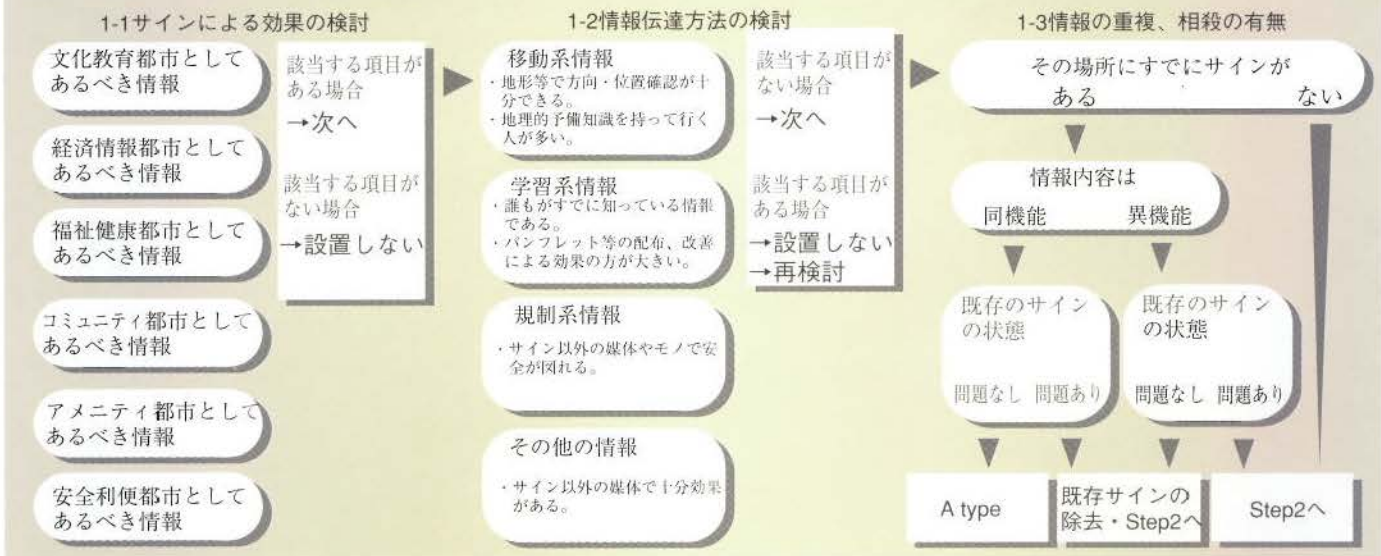 1-1サインによる効果の検討
文化教育都市として
あるべき情報
経済情報都市として
あるべき情報
福祉健康都市として
あるべき情報
コミュニティ都市として
あるべき情報
アメニティ都市として
あるべき情報
安全利便都市として
あるべき情報
該当する項目が
ある場合
→次へ
該当する項目が
ない場合
→設置しない
1-2情報伝達方法の検討
移動系情報
・地形等で方向・位置確認が十
分できる。
・地理的予備知識を持って行く
人が多い。
学習系情報
・誰もがすでに知っている情報
である。
・パンフレット等の配布、改善
による効果の方が大きい。
規制系情報
・サイン以外の媒体やモノで安
全が図れる。
その他の情報
・サイン以外の媒体で十分効果
がある。
該当する項目が
ない場合
→次へ
該当する項目が
ある場合
→設置しない
→再検討
1-3情報の重複、相殺の有無
その場所にすでにサインが
ある ない
情報内容は
同機能 異機能
既存のサイン
の状態
問題なし 問題あり
既存のサイン
の状態
問題なし 問題あり
A type
既存サインの
除去・Step2へ
Step2へ